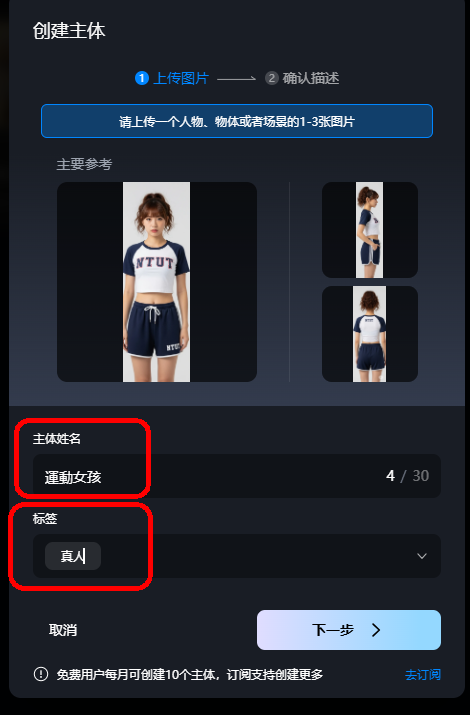 创建主体
1 上传图片 2 确认描述
请上传一个人物、物体或者场景的1-3张图片
主要参考
NTUT
NTUT
NTUT
主体姓名
運動女孩 4 / 30
标签
真人
取消 下一步
免费用户每月可创建10个主体，订阅支持创建更多 去订阅